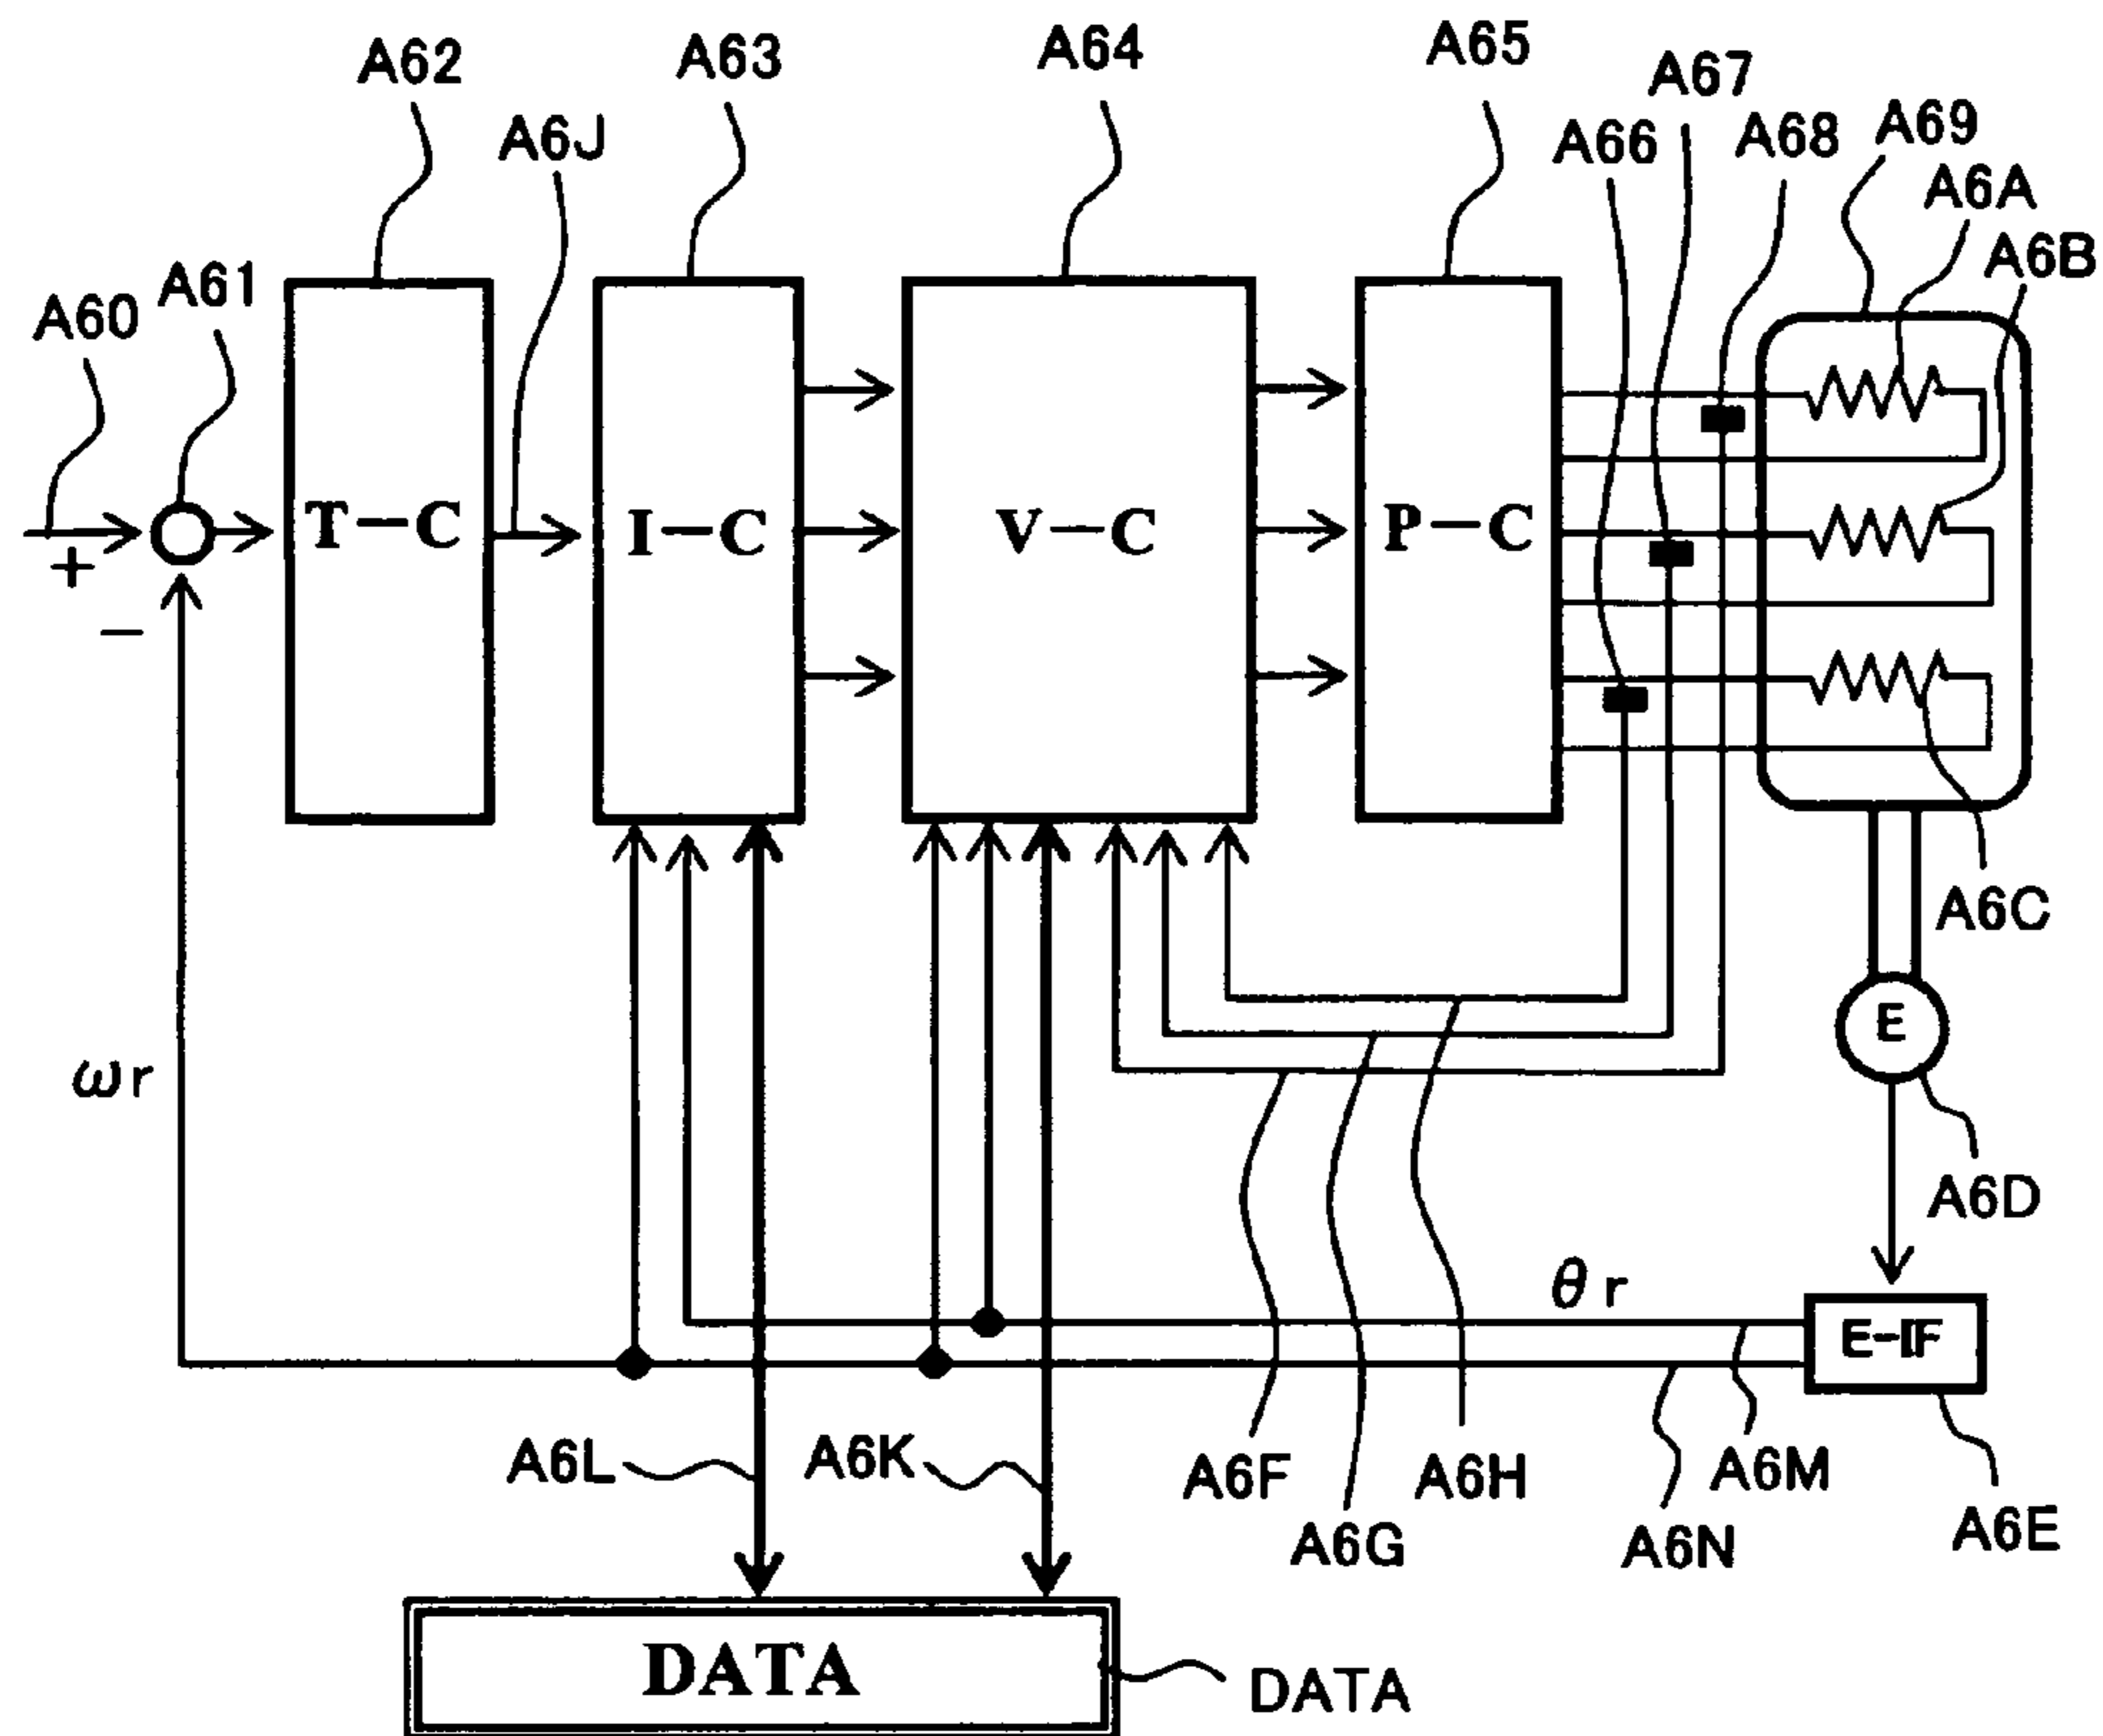 A62
A63
A64
A65
A67
A6J
A66
A68
A69
A6A
A61
A6B
A60
T-C
I-C
V-C
P-C
+
−
A6C
E
ωr
A6D
θr
E-IF
A6L
A6K
A6F
A6H
A6M
A6G
A6N
A6E
DATA
DATA